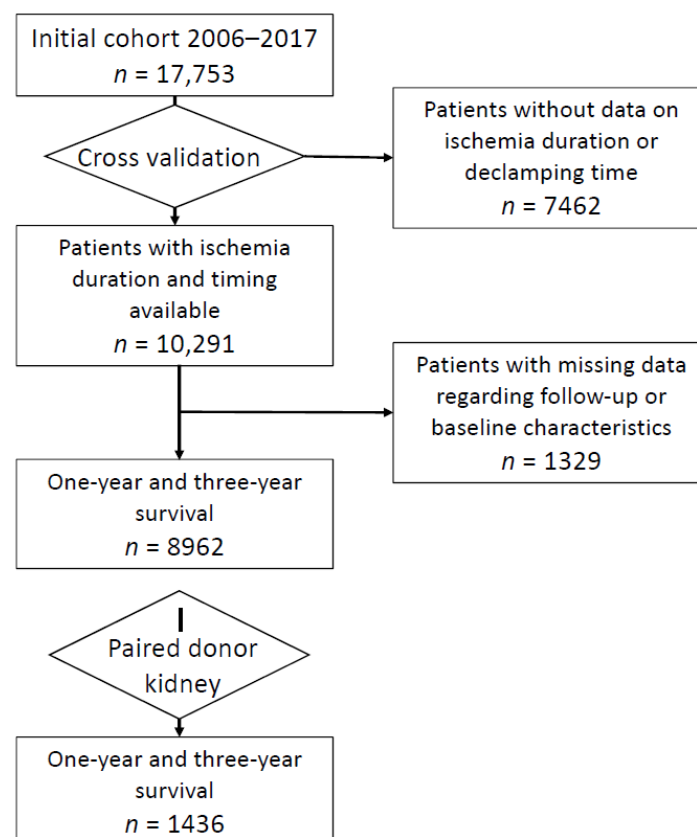 Initial cohort 2006–2017
n = 17,753
Cross validation
Patients without data on
ischemia duration or
declamping time
n = 7462
Patients with ischemia
duration and timing
available
n = 10,291
Patients with missing data
regarding follow-up or
baseline characteristics
n = 1329
One-year and three-year
survival
n = 8962
Paired donor
kidney
One-year and three-year
survival
n = 1436